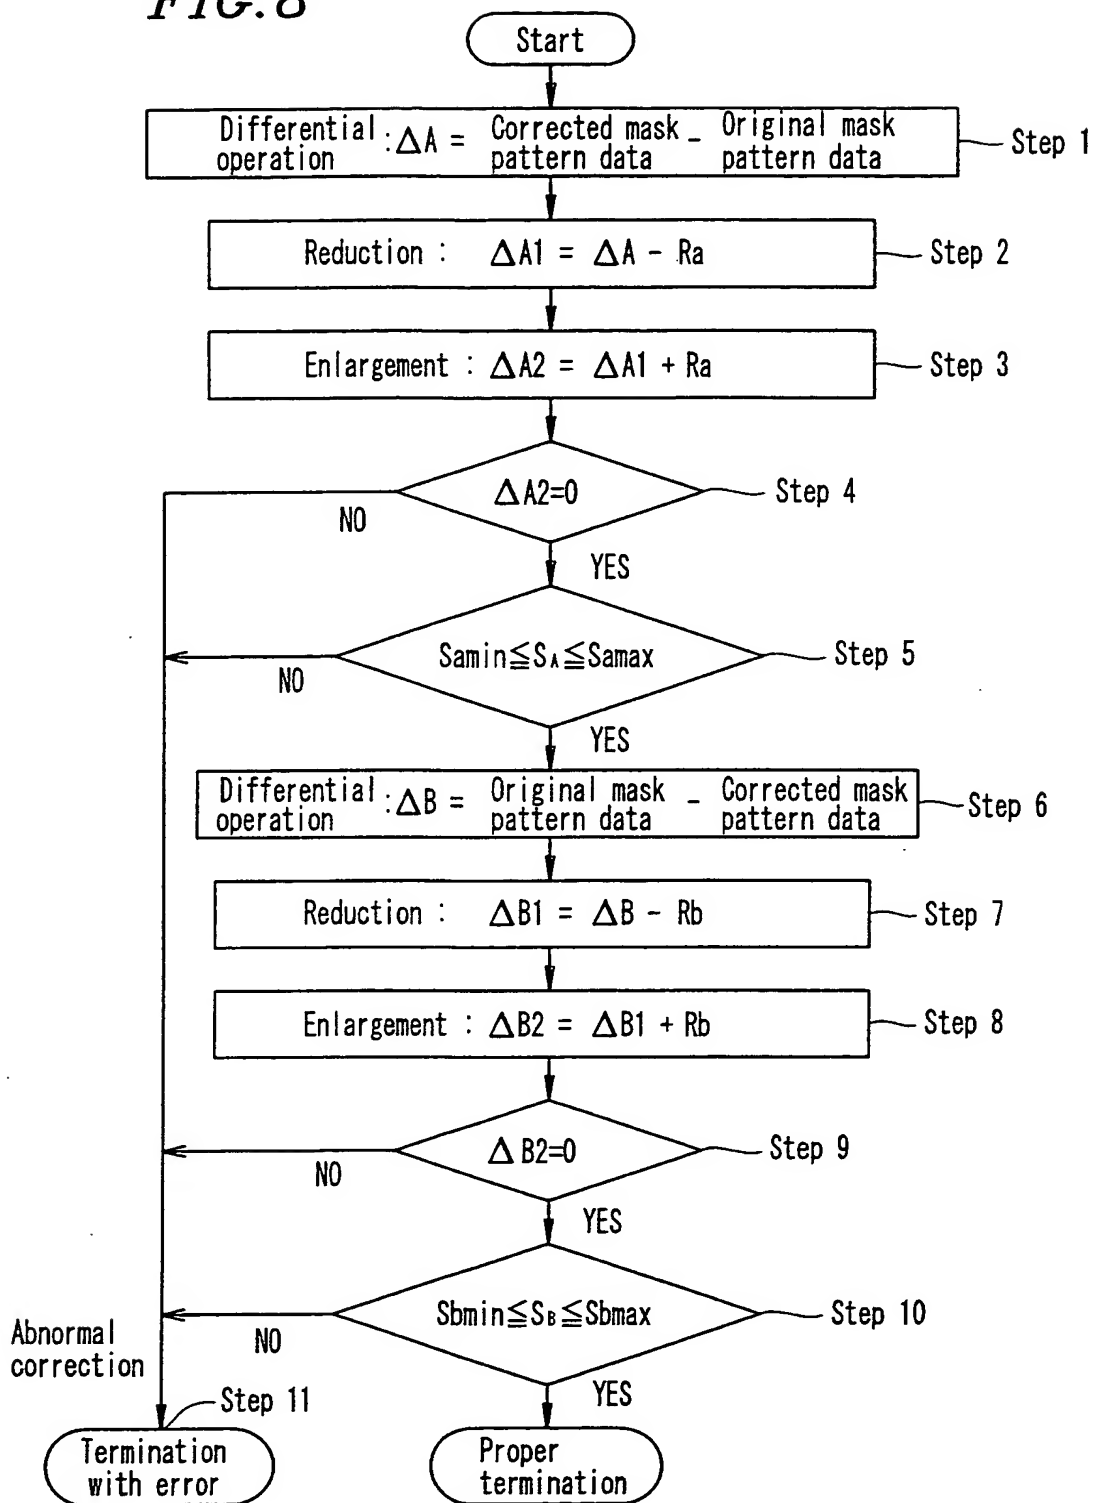 FIG. 8
Start
Differential operation : ΔA = Corrected mask pattern data - Original mask pattern data
Step 1
Reduction : ΔA1 = ΔA - Ra
Step 2
Enlargement : ΔA2 = ΔA1 + Ra
Step 3
ΔA2=0
Step 4
NO
YES
Samin≦SA≦Samax
Step 5
NO
YES
Differential operation : ΔB = Original mask pattern data - Corrected mask pattern data
Step 6
Reduction : ΔB1 = ΔB - Rb
Step 7
Enlargement : ΔB2 = ΔB1 + Rb
Step 8
ΔB2=0
Step 9
NO
YES
Sbmin≦SB≦Sbmax
Step 10
NO
YES
Abnormal
correction
Step 11
Termination
with error
Proper
termination